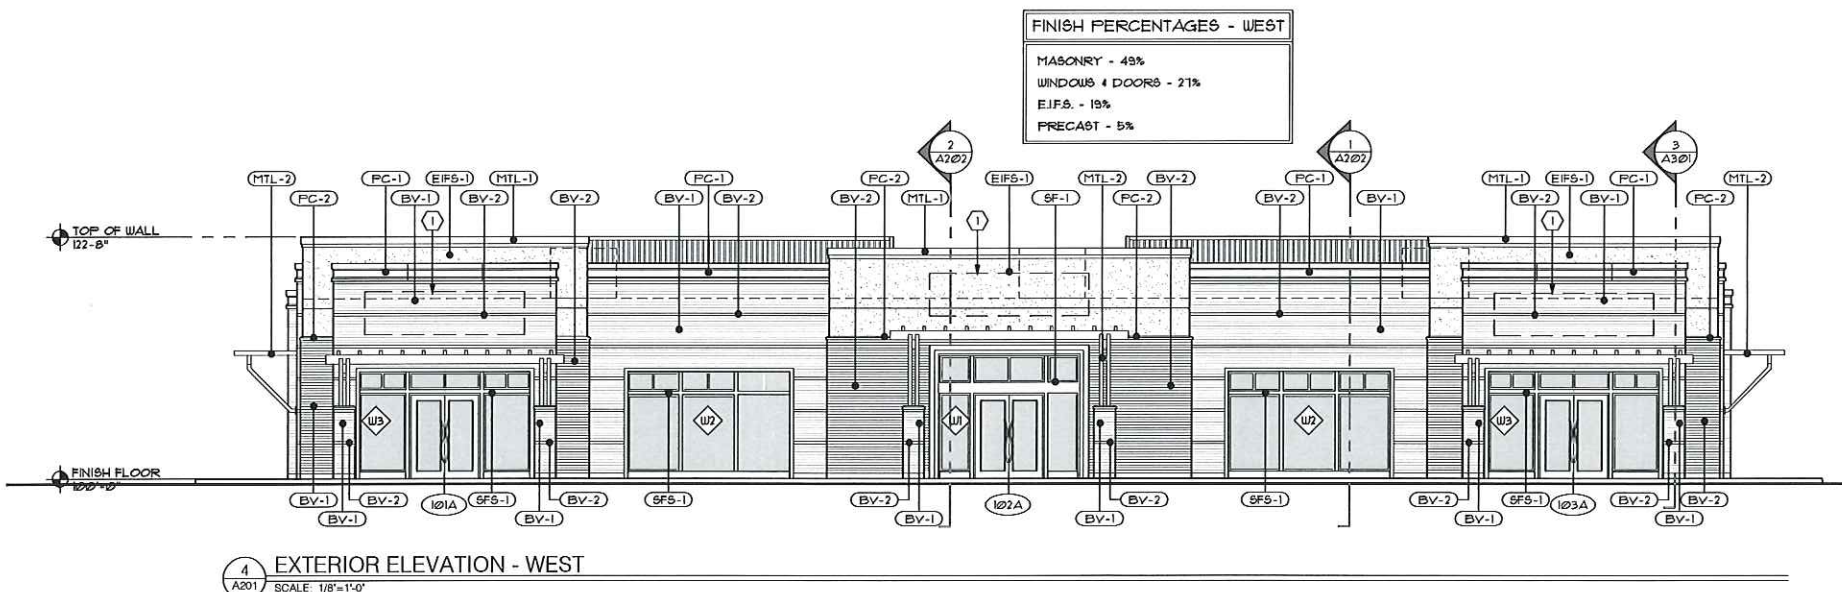 FINISH PERCENTAGES - WEST
MASONRY - 49%
WINDOWS & DOORS - 27%
E.I.F.S. - 19%
PRECAST - 5%
2
A202
1
A202
3
A301
MTL-2
PC-1
EIFS-1
MTL-1
PC-1
PC-2
EIFS-1
MTL-2
BV-2
PC-1
MTL-1
EIFS-1
PC-1
MTL-2
PC-2
BV-1
BV-2
BV-2
BV-1
BV-2
BV-2
MTL-1
SF-1
PC-2
BV-2
BV-1
BV-2
BV-1
PC-2
1
1
1
TOP OF WALL
122'-8"
W3
W2
W1
W2
W3
FINISH FLOOR
100'-0"
BV-1
BV-2
101A
SFS-1
BV-2
SFS-1
BV-2
102A
BV-2
SFS-1
BV-2
SFS-1
103A
BV-2
BV-2
BV-1
BV-1
BV-1
BV-1
BV-1
BV-1
4
A201
EXTERIOR ELEVATION - WEST
SCALE: 1/8"=1'-0"